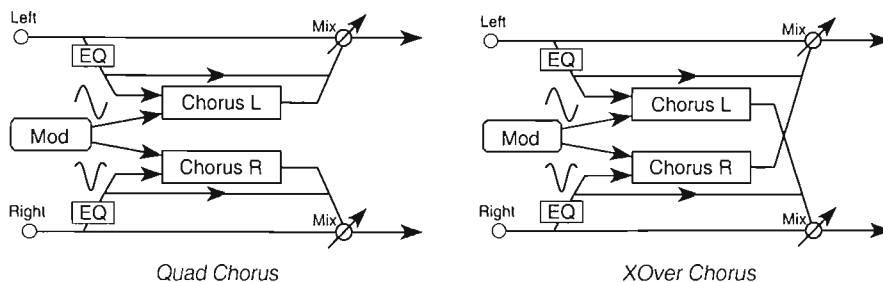 Left
Mix
EQ
Chorus L
Mod
Chorus R
Right
EQ
Mix
Quad Chorus
Left
Mix
EQ
Chorus L
Mod
Chorus R
Right
EQ
Mix
XOver Chorus